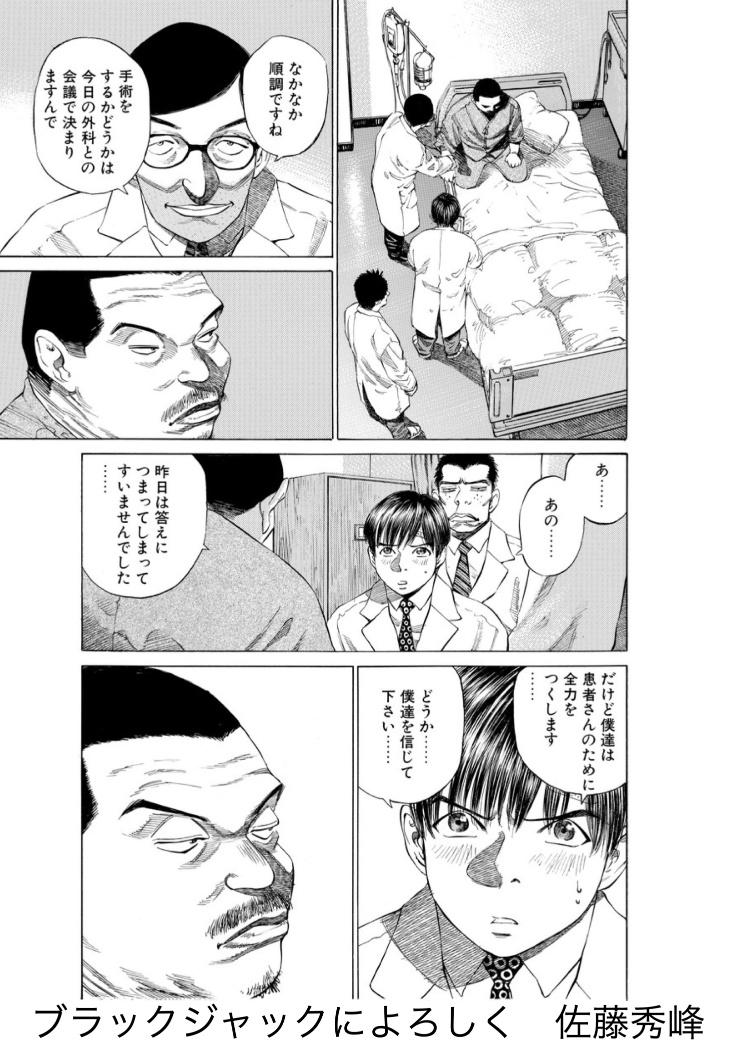 なかなか
順調ですね
手術を
するかどうかは
今日の外科との
会議で決まり
ますんで
あ……
あの……
昨日は答えに
つまってしまって
すいませんでした
……
だけど僕達は
患者さんのために
全力を
つくします
……
どうか……
僕達を信じて
下さい……
ブラックジャックによろしく　佐藤秀峰